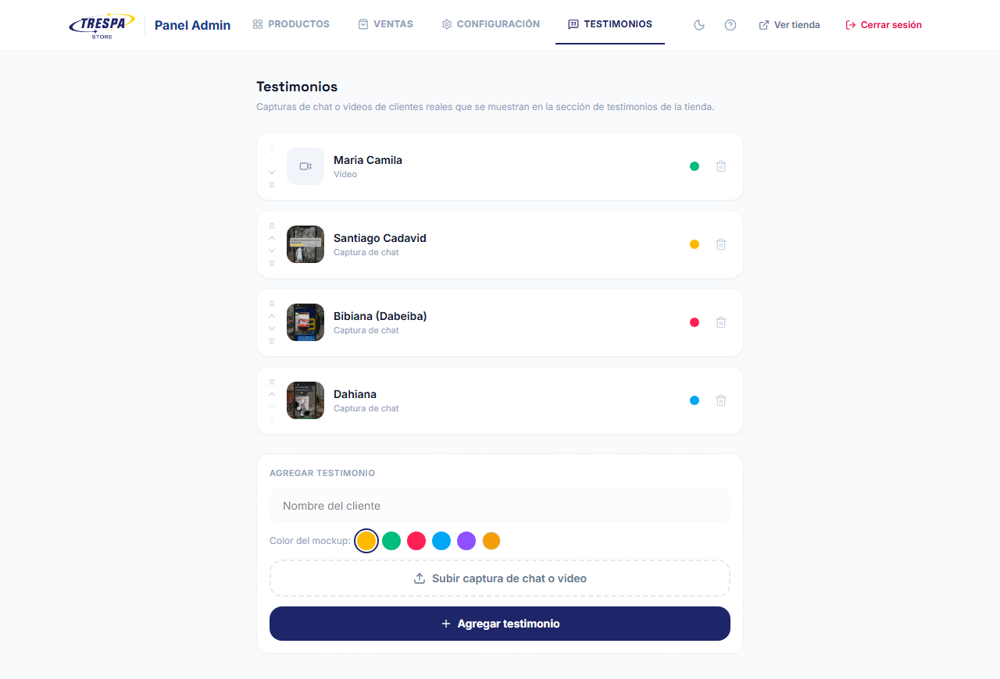 TRESPA
STORE
Panel Admin
PRODUCTOS
VENTAS
CONFIGURACIÓN
TESTIMONIOS
Ver tienda
Cerrar sesión
Testimonios
Capturas de chat o videos de clientes reales que se muestran en la sección de testimonios de la tienda.
Maria Camila
Video
Santiago Cadavid
Captura de chat
Bibiana (Dabeiba)
Captura de chat
Dahiana
Captura de chat
AGREGAR TESTIMONIO
Nombre del cliente
Color del mockup:
Subir captura de chat o video
Agregar testimonio